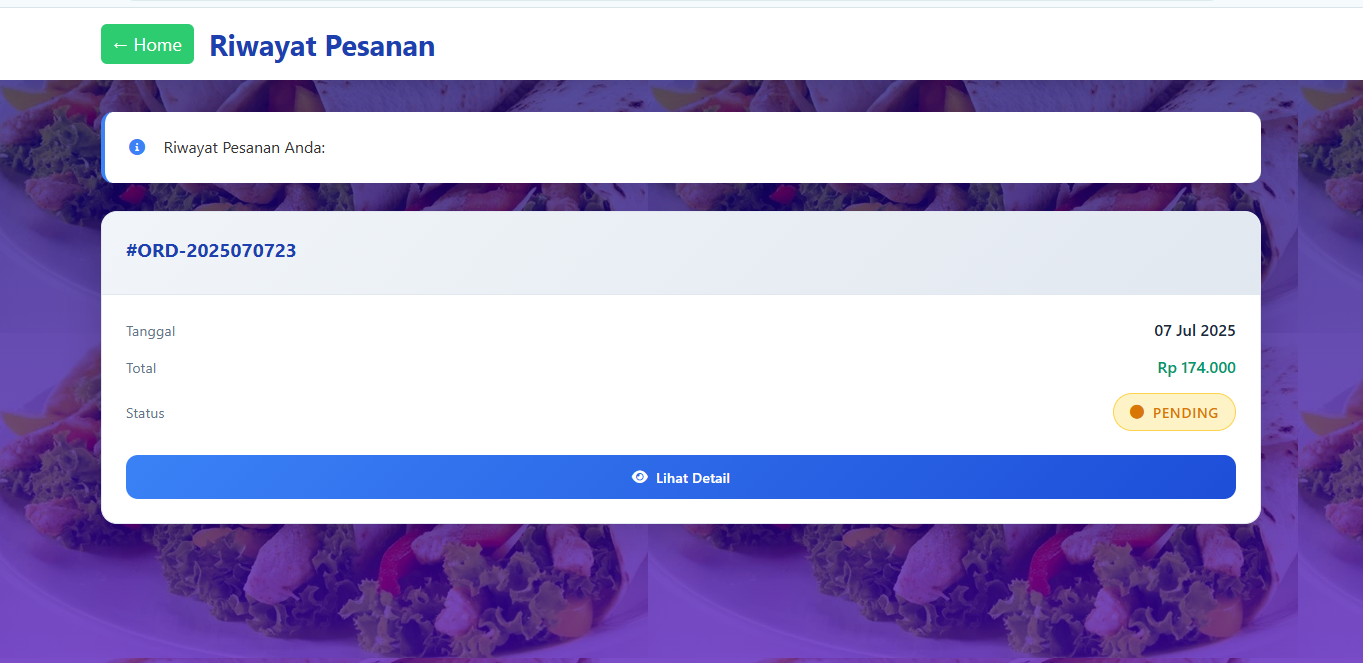 ← Home
Riwayat Pesanan
Riwayat Pesanan Anda:
#ORD-2025070723
Tanggal
07 Jul 2025
Total
Rp 174.000
Status
PENDING
Lihat Detail